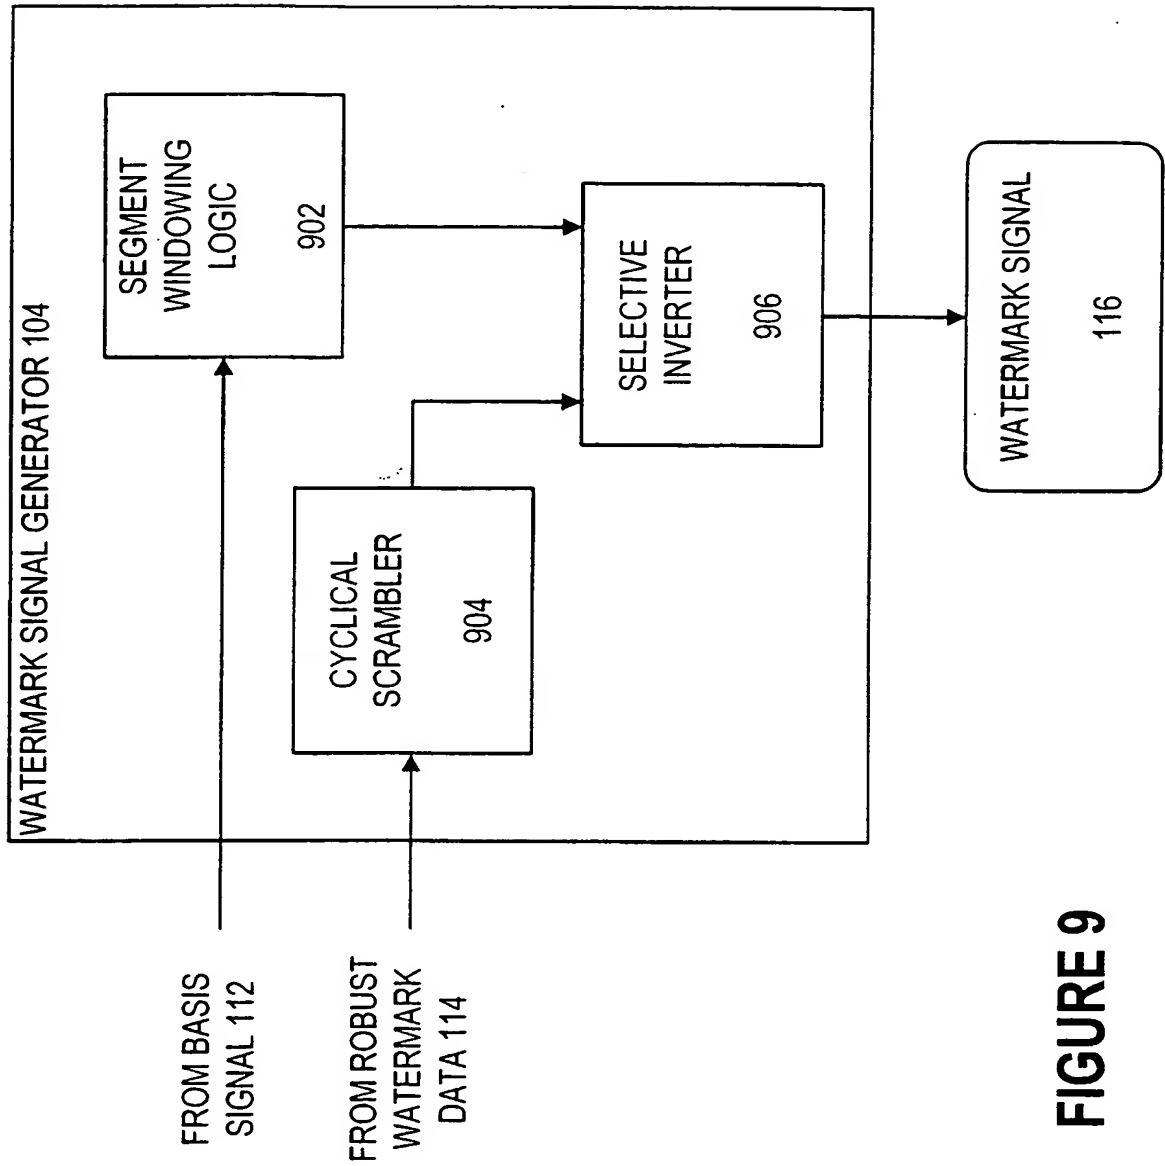 WATERMARK SIGNAL GENERATOR 104
FROM BASIS
SIGNAL 112
SEGMENT
WINDOWING
LOGIC
902
FROM ROBUST
WATERMARK
DATA 114
CYCLICAL
SCRAMBLER
904
SELECTIVE
INVERTER
906
WATERMARK SIGNAL
116
FIGURE 9